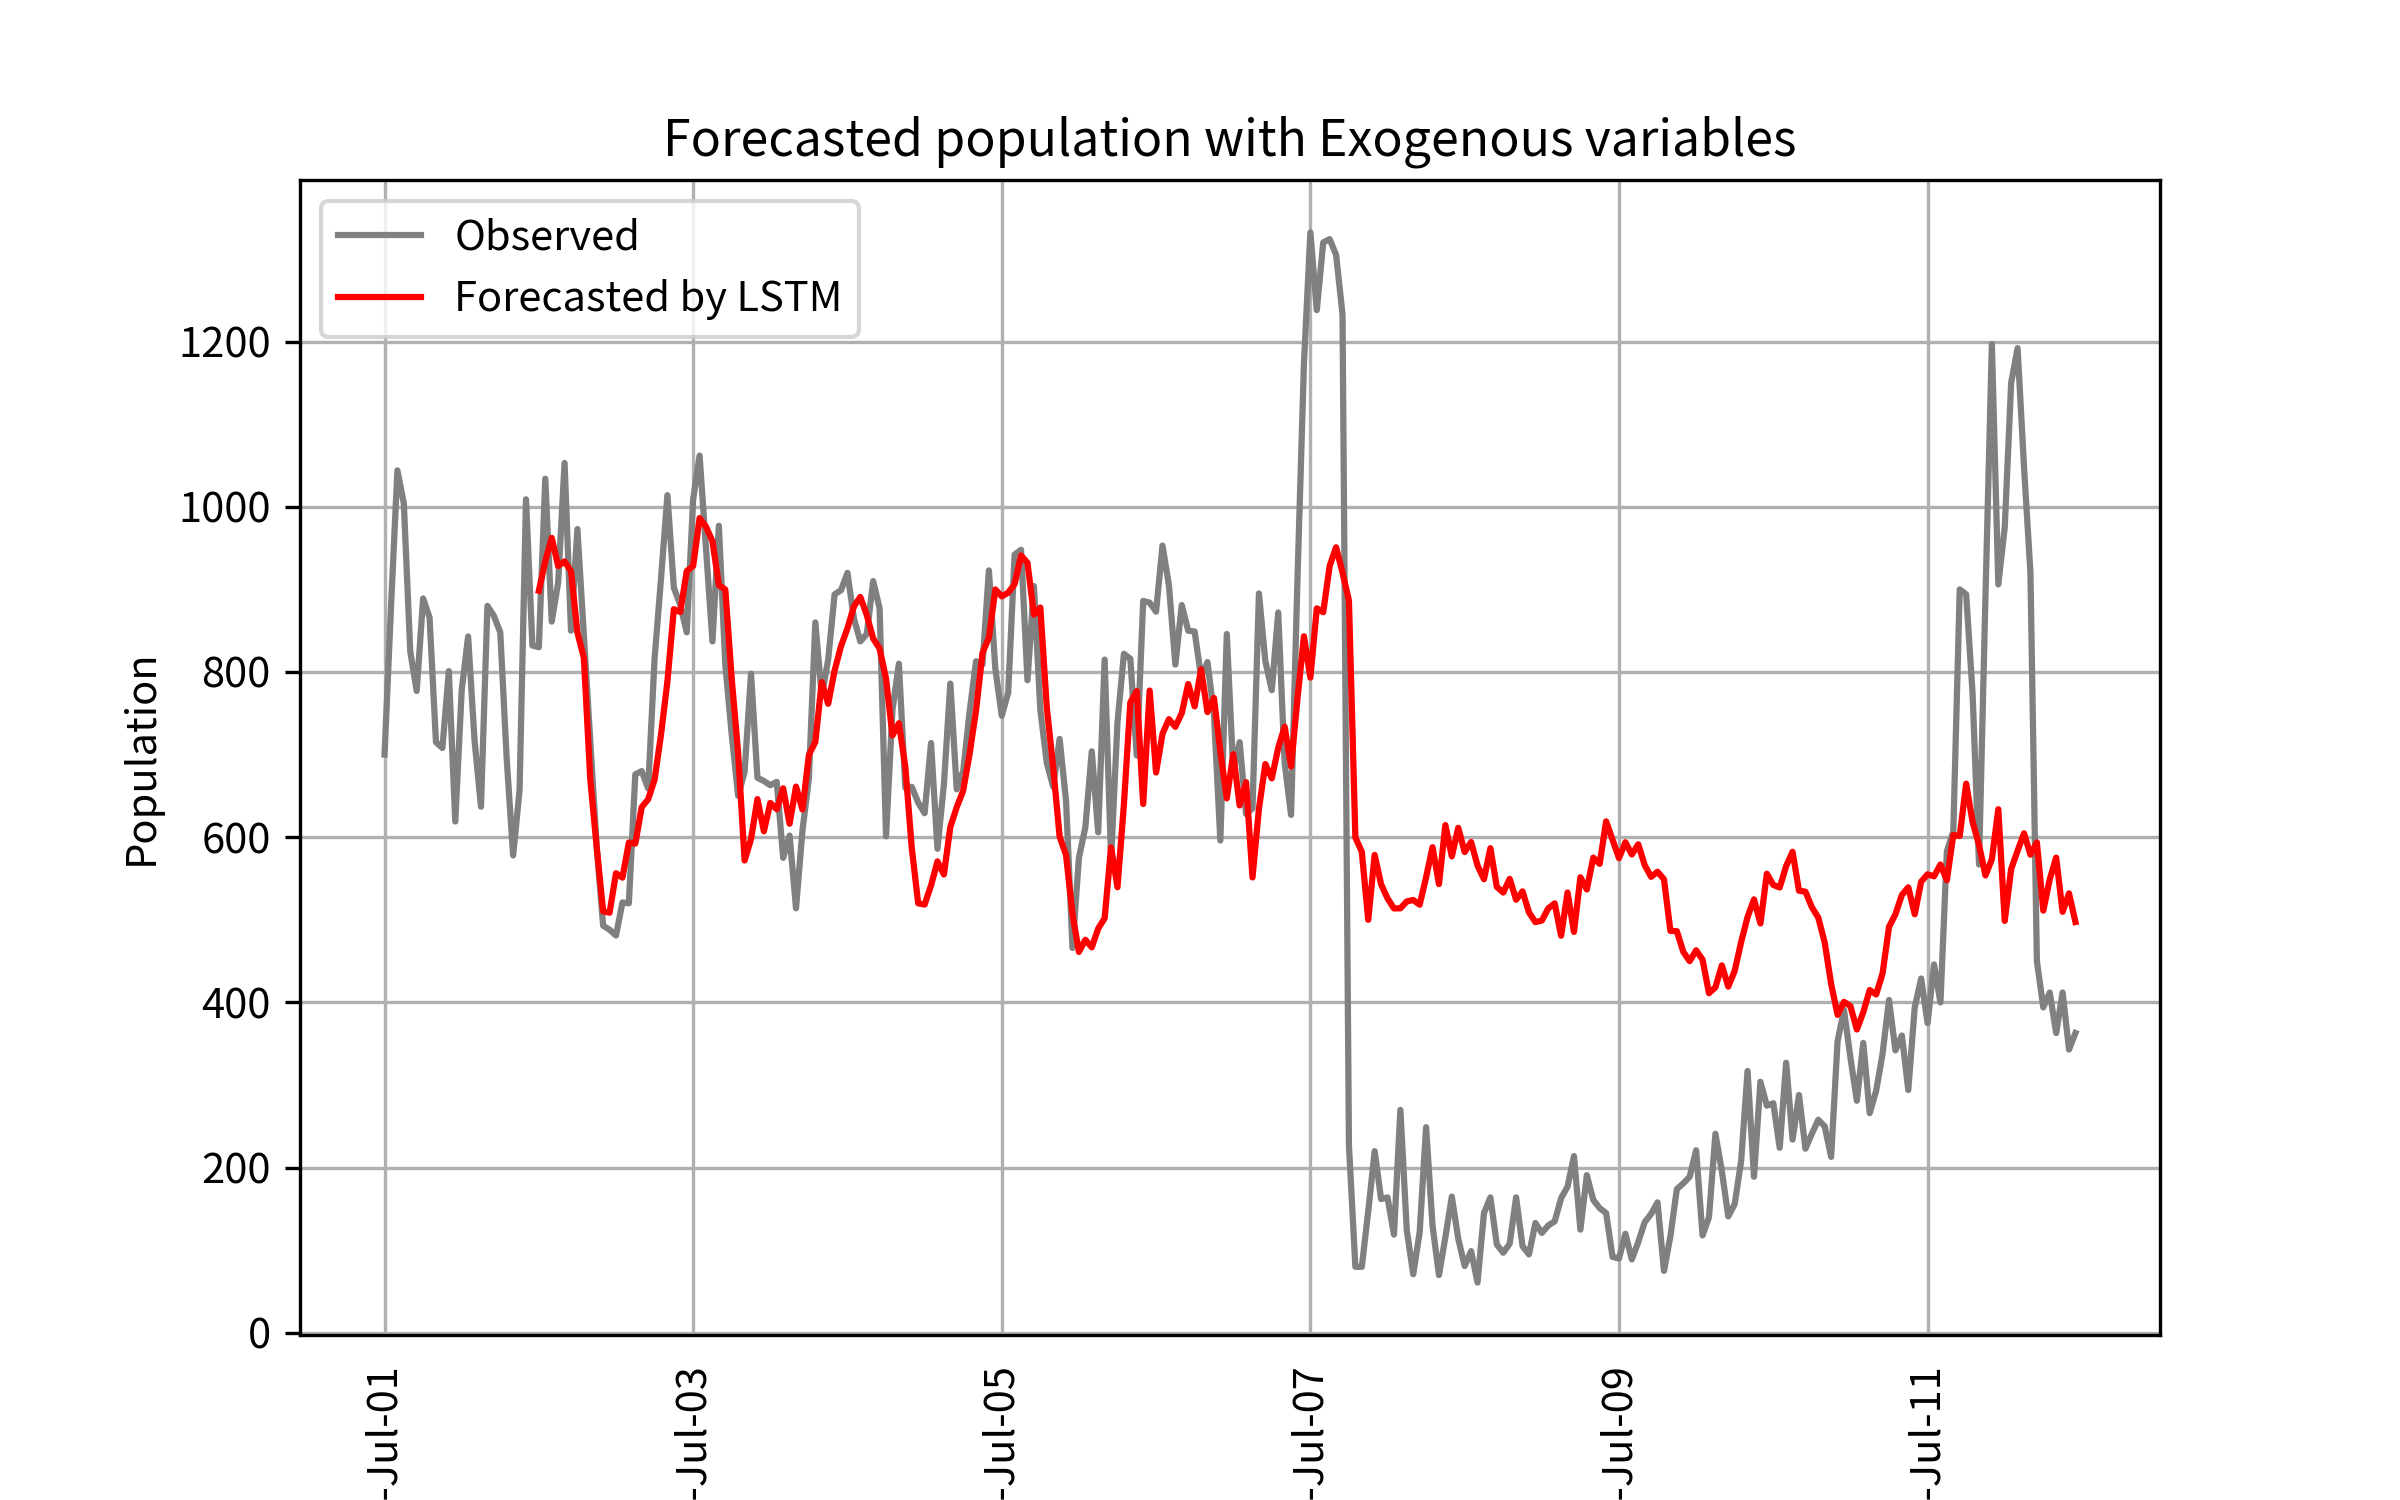 Forecasted population with Exogenous variables
Observed
Forecasted by LSTM
1200
1000
800
600
400
200
0
Population
-Jul-01
-Jul-03
-Jul-05
-Jul-07
-Jul-09
-Jul-11